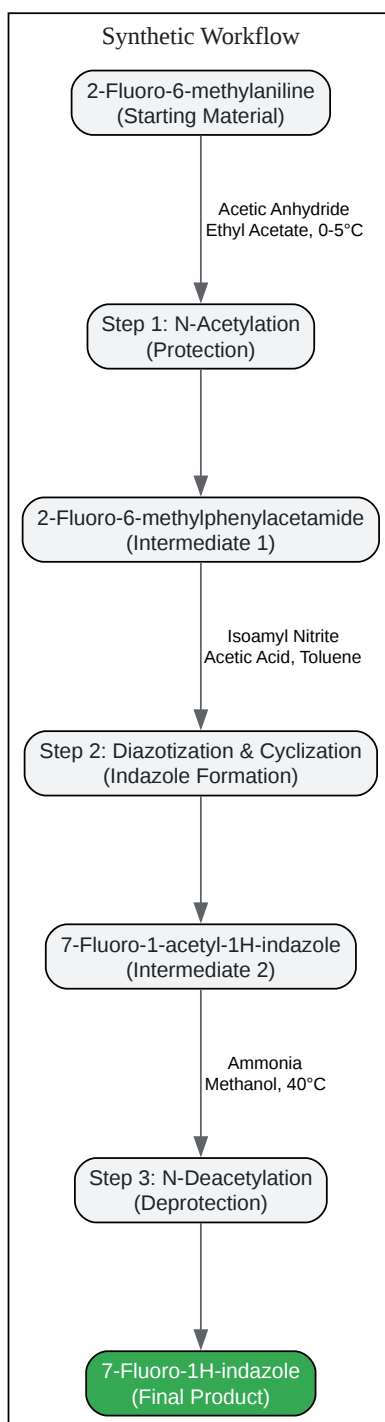 Synthetic Workflow
2-Fluoro-6-methylaniline
(Starting Material)
Acetic Anhydride
Ethyl Acetate, 0-5°C
Step 1: N-Acetylation
(Protection)
2-Fluoro-6-methylphenylacetamide
(Intermediate 1)
Isoamyl Nitrite
Acetic Acid, Toluene
Step 2: Diazotization & Cyclization
(Indazole Formation)
7-Fluoro-1-acetyl-1H-indazole
(Intermediate 2)
Ammonia
Methanol, 40°C
Step 3: N-Deacetylation
(Deprotection)
7-Fluoro-1H-indazole
(Final Product)